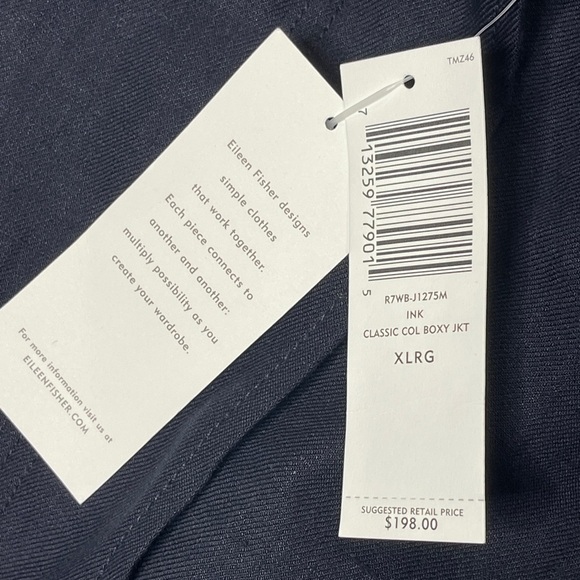 Eileen Fisher designs
simple clothes
that work together.
Each piece connects to
another and another:
multiply possibility as you
create your wardrobe.
For more information visit us at
EILEENFISHER.COM
TMZ46
7 13259 77901 5
R7WB-J1275M
INK
CLASSIC COL BOXY JKT
XLRG
SUGGESTED RETAIL PRICE
$198.00